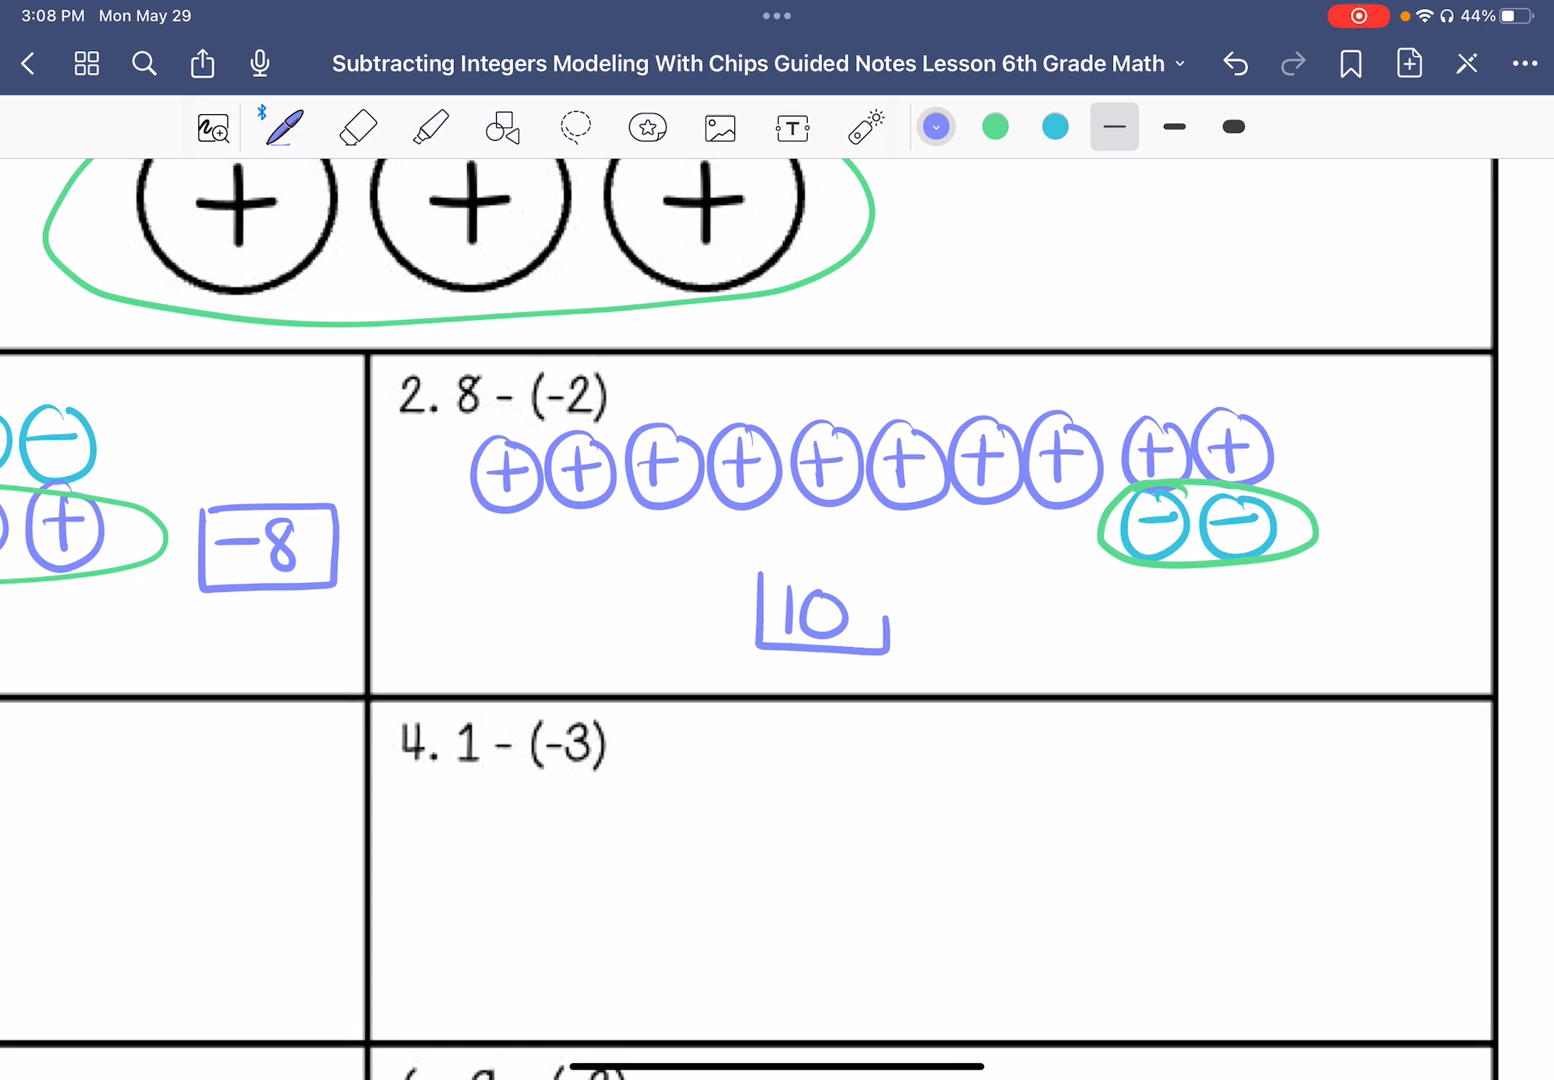 3:08 PM Mon May 29
44%
Subtracting Integers Modeling With Chips Guided Notes Lesson 6th Grade Math
T
+ + +
2. 8 - (-2)
−
+ + + + + + + + + +
+
− −
-8
10
4. 1 - (-3)